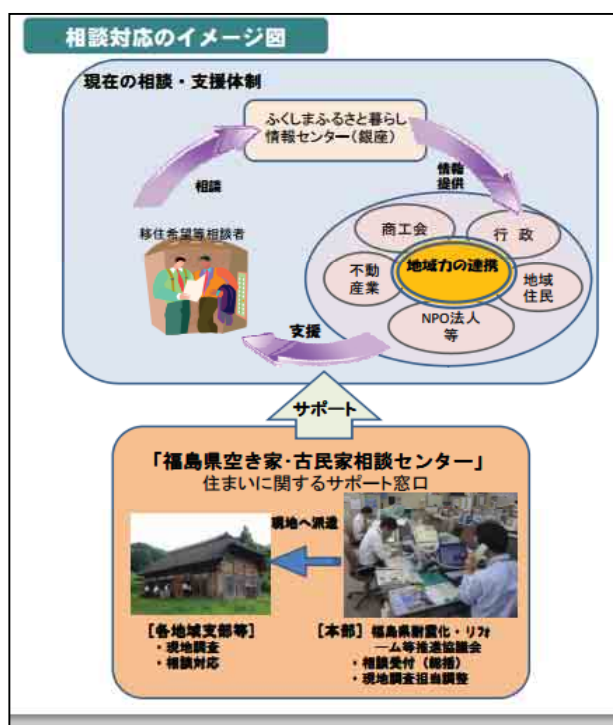 相談対応のイメージ図
現在の相談・支援体制
ふくしまふるさと暮らし
情報センター(銀座)
相談
情報
提供
移住希望等相談者
商工会
行 政
不動
産業
地域力の連携
地域
住民
NPO法人
等
支援
サポート
「福島県空き家・古民家相談センター」
住まいに関するサポート窓口
現地へ派遣
[各地域支部等]
・現地調査
・相談対応
[本部] 福島県耐震化・リフォ
ーム等推進協議会
・相談受付(総括)
・現地調査担当調整